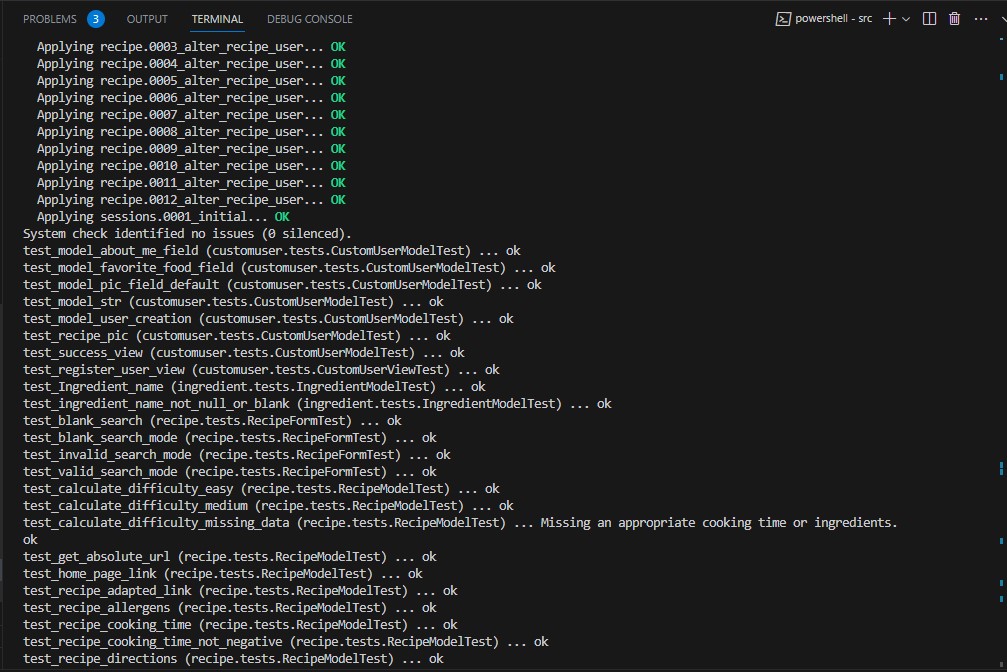 PROBLEMS 3 OUTPUT TERMINAL DEBUG CONSOLE powershell - src
Applying recipe.0003_alter_recipe_user... OK
Applying recipe.0004_alter_recipe_user... OK
Applying recipe.0005_alter_recipe_user... OK
Applying recipe.0006_alter_recipe_user... OK
Applying recipe.0007_alter_recipe_user... OK
Applying recipe.0008_alter_recipe_user... OK
Applying recipe.0009_alter_recipe_user... OK
Applying recipe.0010_alter_recipe_user... OK
Applying recipe.0011_alter_recipe_user... OK
Applying recipe.0012_alter_recipe_user... OK
Applying sessions.0001_initial... OK
System check identified no issues (0 silenced).
test_model_about_me_field (customuser.tests.CustomUserModelTest) ... ok
test_model_favorite_food_field (customuser.tests.CustomUserModelTest) ... ok
test_model_pic_field_default (customuser.tests.CustomUserModelTest) ... ok
test_model_str (customuser.tests.CustomUserModelTest) ... ok
test_model_user_creation (customuser.tests.CustomUserModelTest) ... ok
test_recipe_pic (customuser.tests.CustomUserModelTest) ... ok
test_success_view (customuser.tests.CustomUserModelTest) ... ok
test_register_user_view (customuser.tests.CustomUserViewTest) ... ok
test_Ingredient_name (ingredient.tests.IngredientModelTest) ... ok
test_ingredient_name_not_null_or_blank (ingredient.tests.IngredientModelTest) ... ok
test_blank_search (recipe.tests.RecipeFormTest) ... ok
test_blank_search_mode (recipe.tests.RecipeFormTest) ... ok
test_invalid_search_mode (recipe.tests.RecipeFormTest) ... ok
test_valid_search_mode (recipe.tests.RecipeFormTest) ... ok
test_calculate_difficulty_easy (recipe.tests.RecipeModelTest) ... ok
test_calculate_difficulty_medium (recipe.tests.RecipeModelTest) ... ok
test_calculate_difficulty_missing_data (recipe.tests.RecipeModelTest) ... Missing an appropriate cooking time or ingredients.
ok
test_get_absolute_url (recipe.tests.RecipeModelTest) ... ok
test_home_page_link (recipe.tests.RecipeModelTest) ... ok
test_recipe_adapted_link (recipe.tests.RecipeModelTest) ... ok
test_recipe_allergens (recipe.tests.RecipeModelTest) ... ok
test_recipe_cooking_time (recipe.tests.RecipeModelTest) ... ok
test_recipe_cooking_time_not_negative (recipe.tests.RecipeModelTest) ... ok
test_recipe_directions (recipe.tests.RecipeModelTest) ... ok